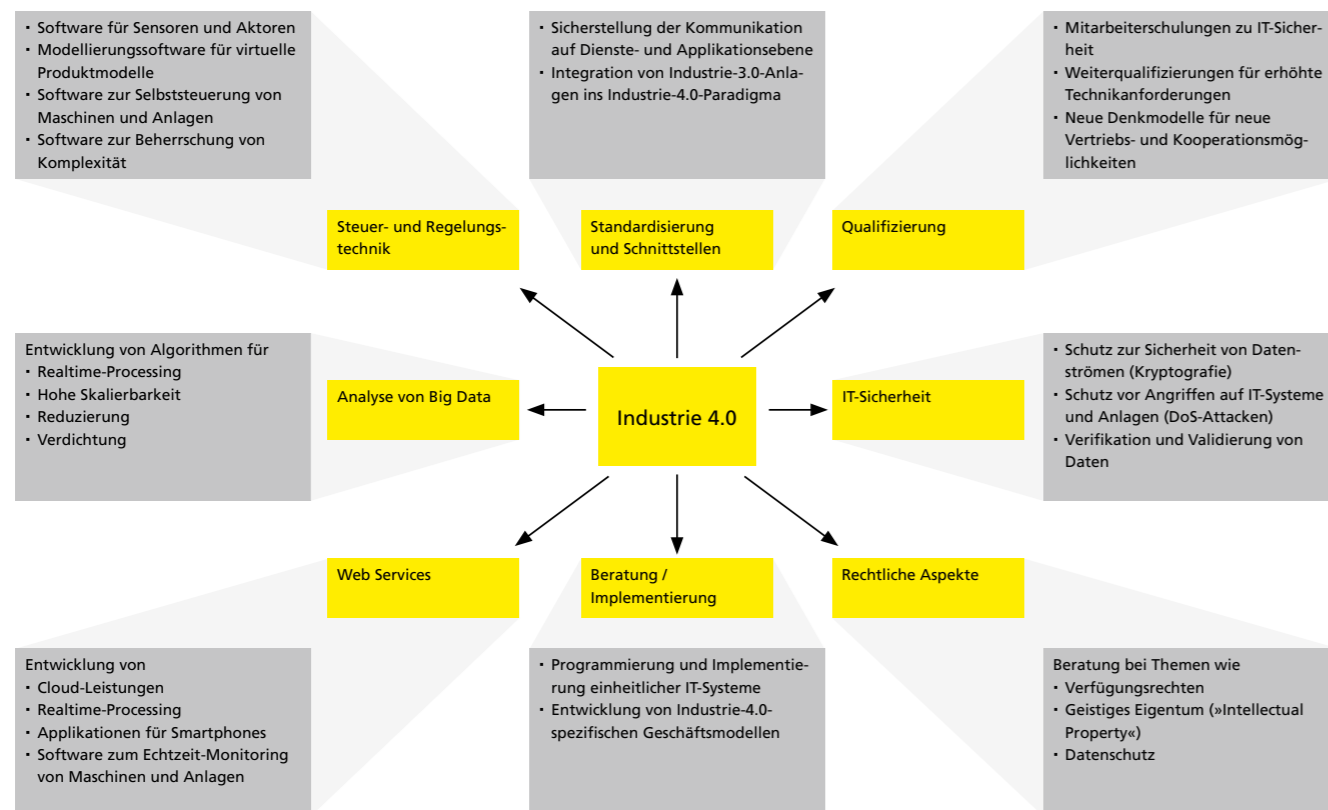 · Software für Sensoren und Aktoren
· Modellierungssoftware für virtuelle
Produktmodelle
· Software zur Selbststeuerung von
Maschinen und Anlagen
· Software zur Beherrschung von
Komplexität
· Sicherstellung der Kommunikation
auf Dienste- und Applikationsebene
· Integration von Industrie-3.0-Anla-
gen ins Industrie-4.0-Paradigma
· Mitarbeiterschulungen zu IT-Sicher-
heit
· Weiterqualifizierungen für erhöhte
Technikanforderungen
· Neue Denkmodelle für neue
Vertriebs- und Kooperationsmög-
lichkeiten
Steuer- und Regelungs-
technik
Standardisierung
und Schnittstellen
Qualifizierung
Entwicklung von Algorithmen für
· Realtime-Processing
· Hohe Skalierbarkeit
· Reduzierung
· Verdichtung
Analyse von Big Data
Industrie 4.0
IT-Sicherheit
· Schutz zur Sicherheit von Daten-
strömen (Kryptografie)
· Schutz vor Angriffen auf IT-Systeme
und Anlagen (DoS-Attacken)
· Verifikation und Validierung von
Daten
Web Services
Beratung /
Implementierung
Rechtliche Aspekte
Entwicklung von
· Cloud-Leistungen
· Realtime-Processing
· Applikationen für Smartphones
· Software zum Echtzeit-Monitoring
von Maschinen und Anlagen
· Programmierung und Implementie-
rung einheitlicher IT-Systeme
· Entwicklung von Industrie-4.0-
spezifischen Geschäftsmodellen
Beratung bei Themen wie
· Verfügungsrechten
· Geistiges Eigentum (»Intellectual
Property«)
· Datenschutz